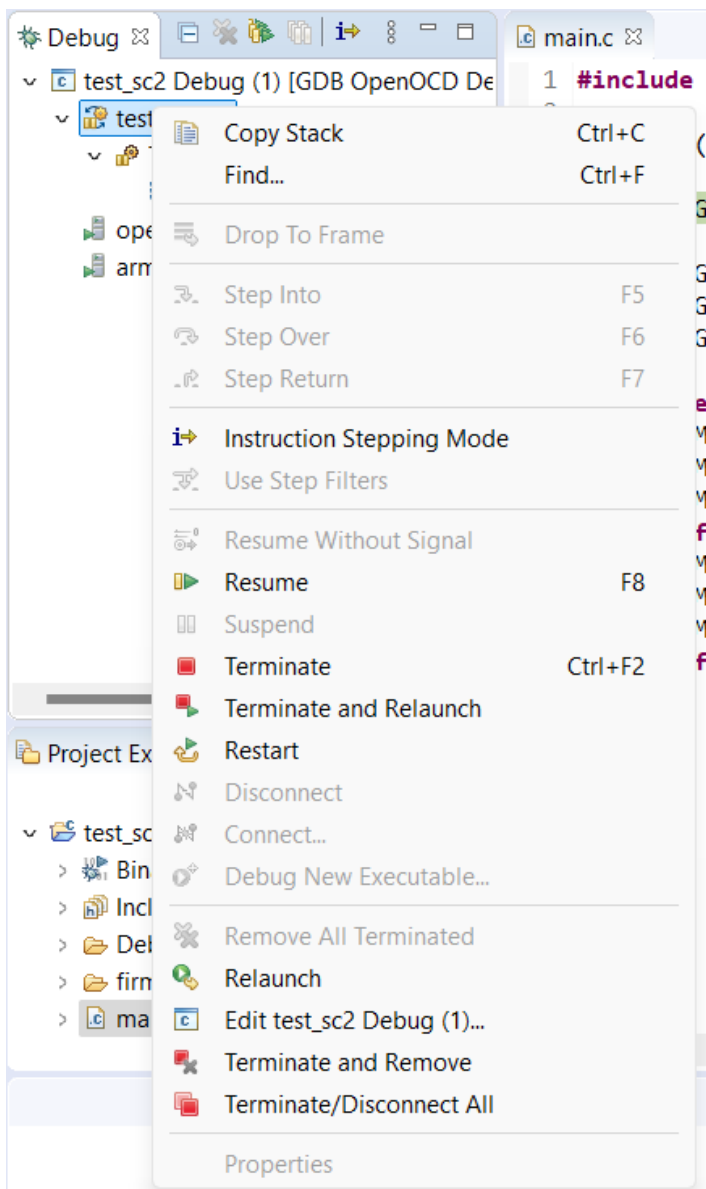 Debug
main.c
test_sc2 Debug (1) [GDB OpenOCD De
1 #include
test
Copy Stack Ctrl+C
Find... Ctrl+F
ope
Drop To Frame
arm
Step Into F5
Step Over F6
Step Return F7
Instruction Stepping Mode
Use Step Filters
Resume Without Signal
Resume F8
Suspend
Terminate Ctrl+F2
Terminate and Relaunch
Project Ex
Restart
Disconnect
test_sc
Connect...
Bin
Debug New Executable...
Incl
Remove All Terminated
Deb
Relaunch
firm
Edit test_sc2 Debug (1)...
ma
Terminate and Remove
Terminate/Disconnect All
Properties